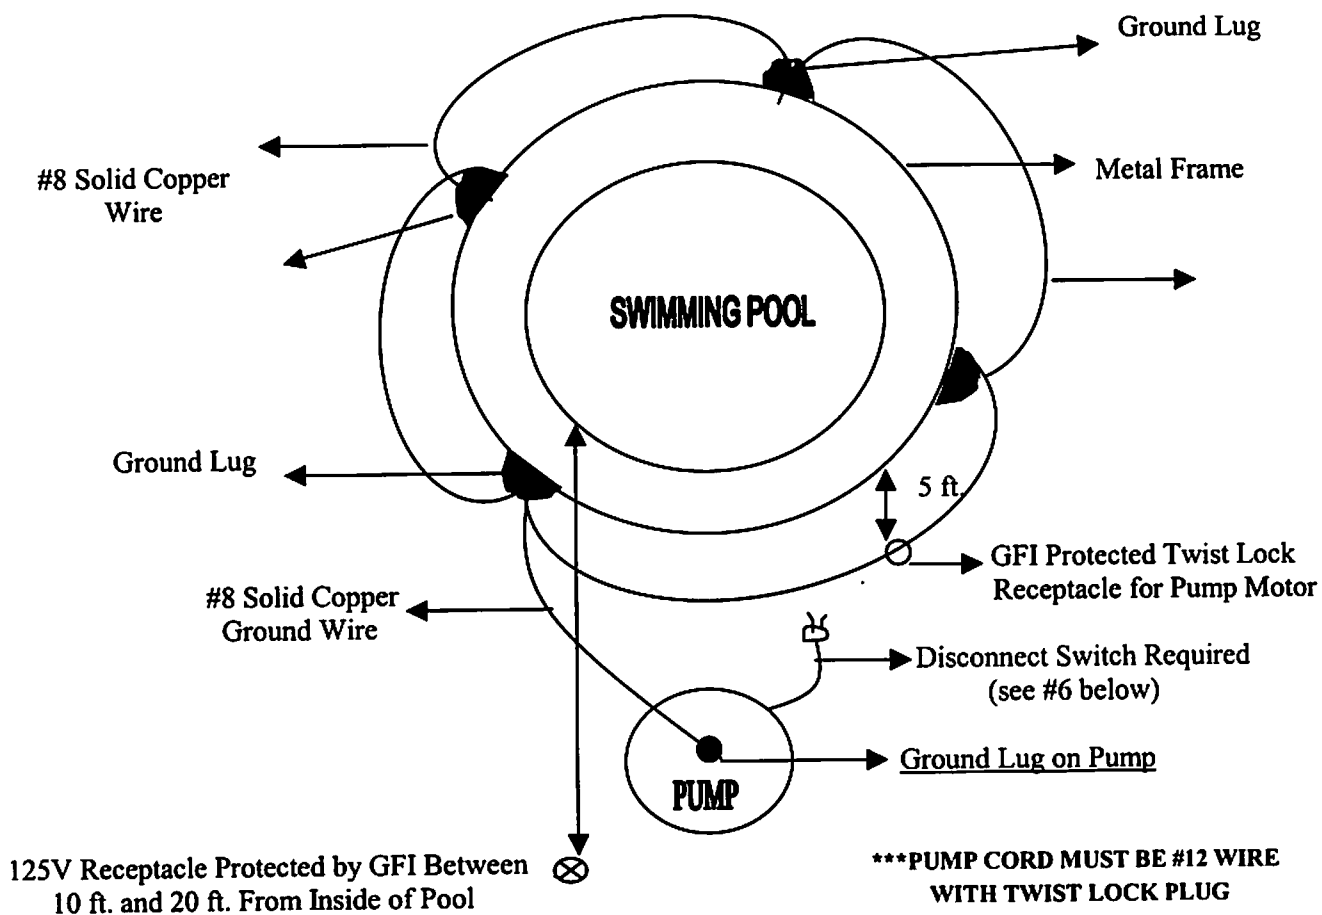 Ground Lug
#8 Solid Copper
Wire
Metal Frame
SWIMMING POOL
Ground Lug
5 ft.
GFI Protected Twist Lock
Receptacle for Pump Motor
#8 Solid Copper
Ground Wire
Disconnect Switch Required
(see #6 below)
Ground Lug on Pump
PUMP
125V Receptacle Protected by GFI Between
10 ft. and 20 ft. From Inside of Pool
***PUMP CORD MUST BE #12 WIRE
WITH TWIST LOCK PLUG